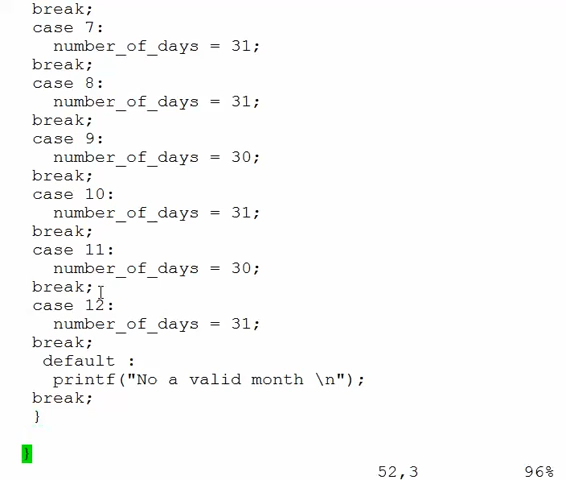 break;
case 7:
number_of_days = 31;
break;
case 8:
number_of_days = 31;
break;
case 9:
number_of_days = 30;
break;
case 10:
number_of_days = 31;
break;
case 11:
number_of_days = 30;
break;
case 12:
number_of_days = 31;
break;
default :
printf("No a valid month \n");
break;
}
}
52,3 96%